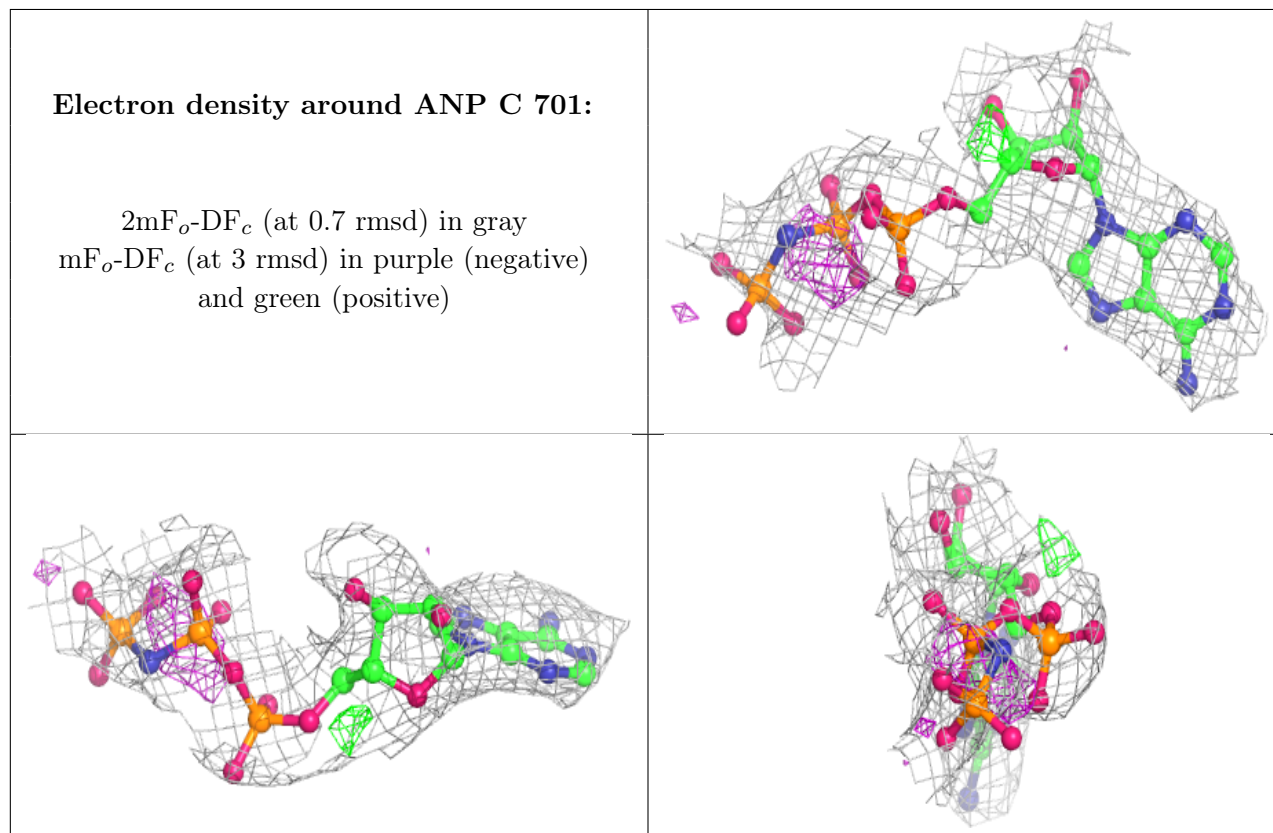 Electron density around ANP C 701:
2mFo-DFc (at 0.7 rmsd) in gray
mFo-DFc (at 3 rmsd) in purple (negative)
and green (positive)